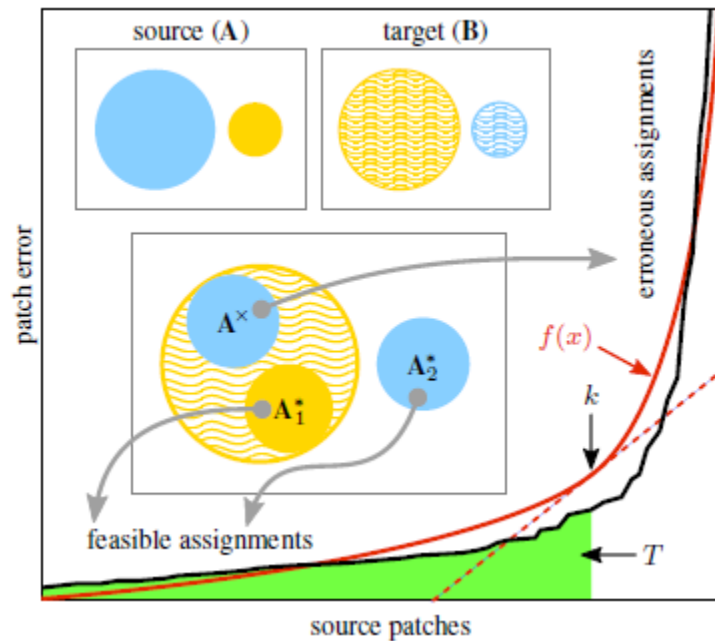 source (A)
target (B)
erroneous assignments
patch error
A×
f(x)
A*2
k
A*1
feasible assignments
T
source patches